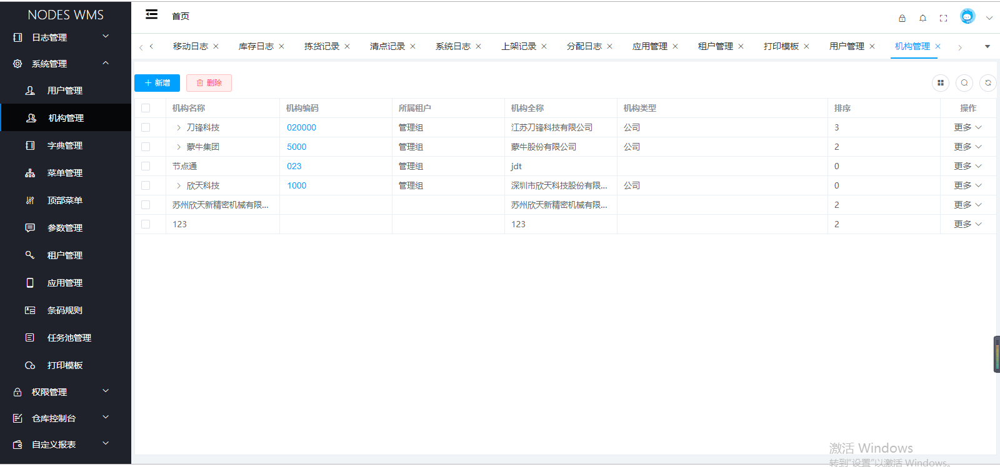 NODES WMS
日志管理
系统管理
用户管理
机构管理
字典管理
菜单管理
顶部菜单
参数管理
租户管理
应用管理
条码规则
任务池管理
打印模板
权限管理
仓库控制台
自定义报表
首页
移动日志 库存日志 拣货记录 清点记录 系统日志 上架记录 分配日志 应用管理 租户管理 打印模板 用户管理 机构管理
新增 删除
机构名称 机构编码 所属租户 机构全称 机构类型 排序 操作
刀锋科技 020000 管理组 江苏刀锋科技有限公司 公司 3 更多
蒙牛集团 5000 管理组 蒙牛股份有限公司 公司 2 更多
节点通 023 管理组 jdt 0 更多
欣天科技 1000 管理组 深圳市欣天科技股份有限... 公司 0 更多
苏州欣天新精密机械有限... 苏州欣天新精密机械有限... 2 更多
123 123 2 更多
激活 Windows
转到"设置"以激活 Windows。